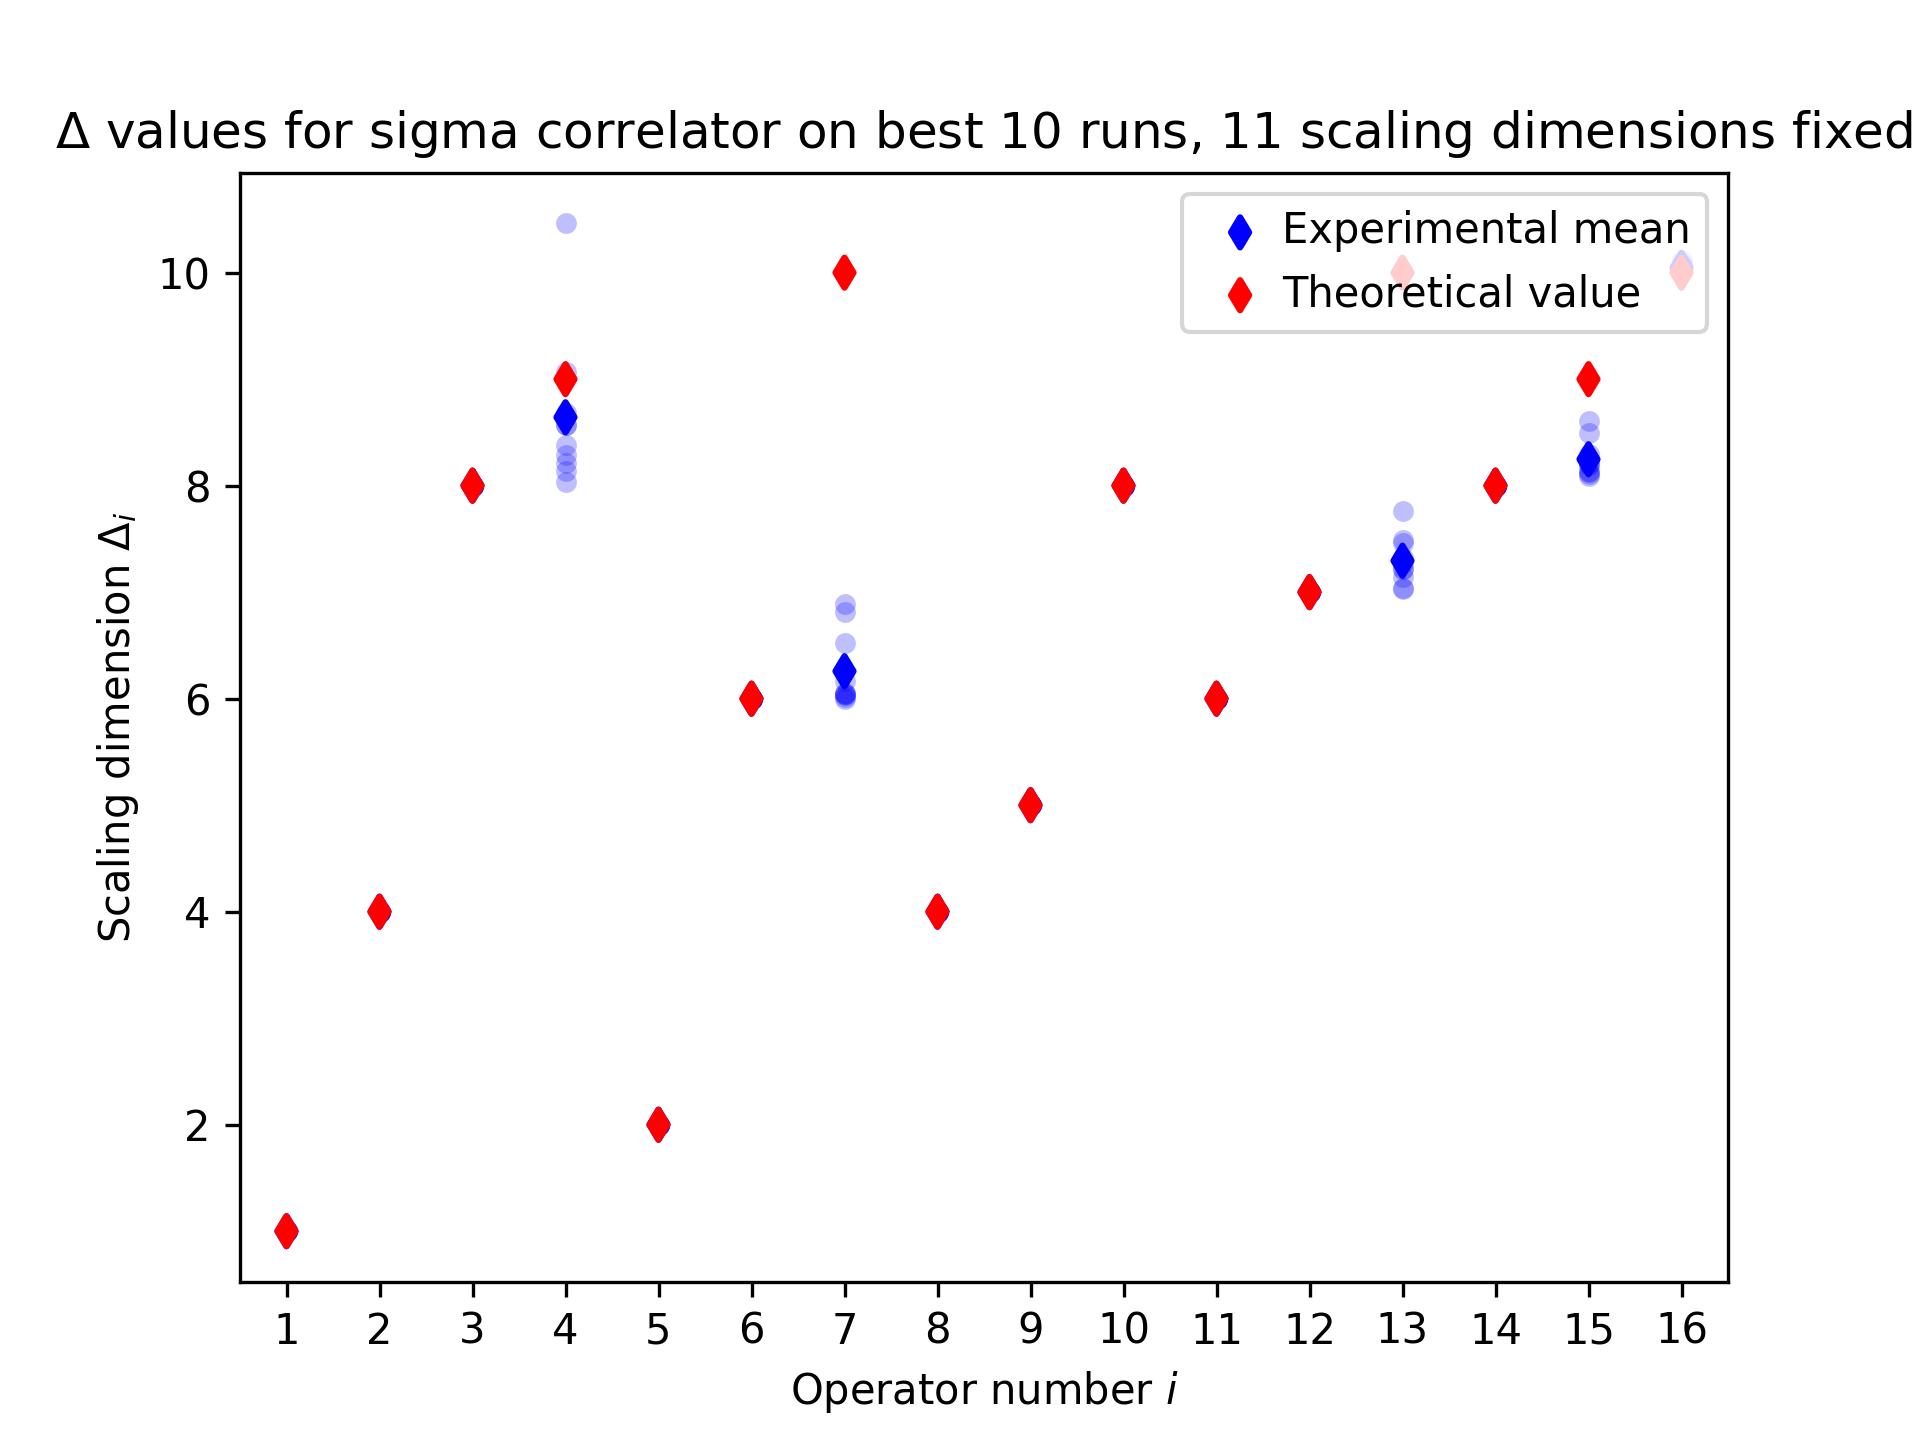 Δ values for sigma correlator on best 10 runs, 11 scaling dimensions fixed
Experimental mean
Theoretical value
10
8
6
4
2
Scaling dimension Δi
1 2 3 4 5 6 7 8 9 10 11 12 13 14 15 16
Operator number i